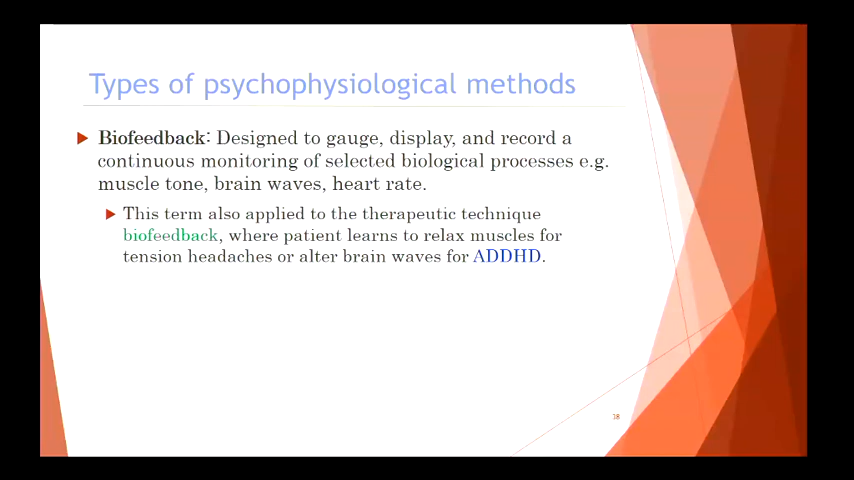 Types of psychophysiological methods
Biofeedback: Designed to gauge, display, and record a
continuous monitoring of selected biological processes e.g.
muscle tone, brain waves, heart rate.
This term also applied to the therapeutic technique
biofeedback, where patient learns to relax muscles for
tension headaches or alter brain waves for ADDHD.
18